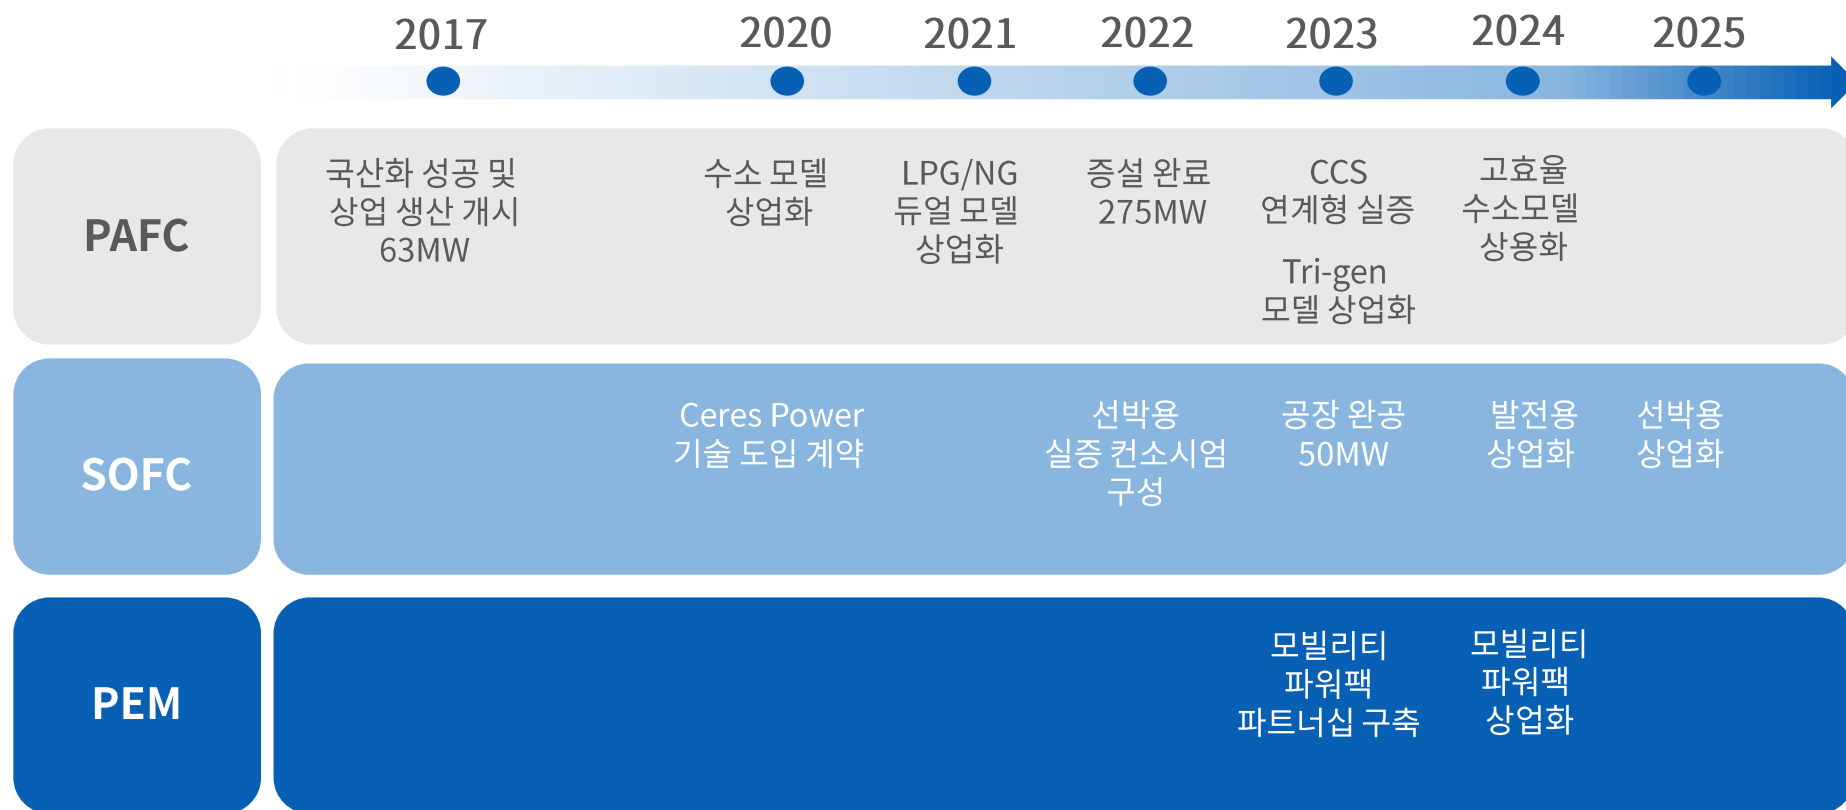 2017
2020
2021
2022
2023
2024
2025
PAFC
국산화 성공 및
상업 생산 개시
63MW
수소 모델
상업화
LPG/NG
듀얼 모델
상업화
증설 완료
275MW
CCS
연계형 실증
Tri-gen
모델 상업화
고효율
수소모델
상용화
SOFC
Ceres Power
기술 도입 계약
선박용
실증 컨소시엄
구성
공장 완공
50MW
발전용
상업화
선박용
상업화
PEM
모빌리티
파워팩
파트너십 구축
모빌리티
파워팩
상업화